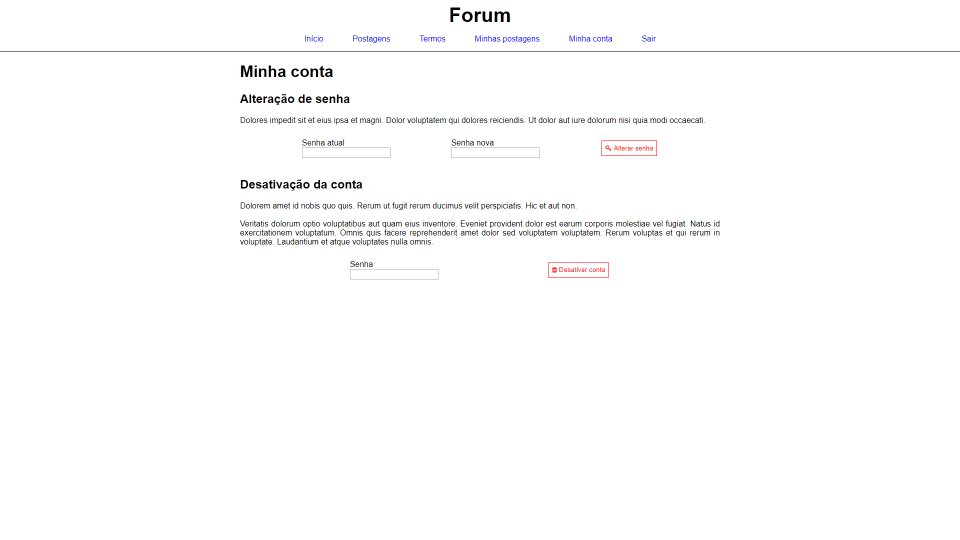 Forum
Início Postagens Termos Minhas postagens Minha conta Sair
Minha conta
Alteração de senha
Dolores impedit sit et eius ipsa et magni. Dolor voluptatem qui dolores reiciendis. Ut dolor aut iure dolorum nisi quia modi occaecati.
Senha atual Senha nova
Alterar senha
Desativação da conta
Dolorem amet id nobis quo quis. Rerum ut fugit rerum ducimus velit perspiciatis. Hic et aut non.
Veritatis dolorum optio voluptatibus aut quam eius inventore. Eveniet provident dolor est earum corporis molestiae vel fugiat. Natus id
exercitationem voluptatum. Omnis quis facere reprehenderit amet dolor sed voluptatem voluptatem. Rerum voluptas et qui rerum in
voluptate. Laudantium et atque voluptates nulla omnis.
Senha
Desativar conta